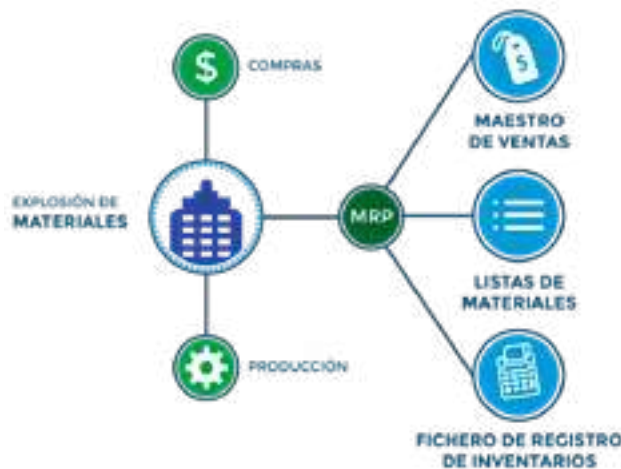 $
COMPRAS
$
MAESTRO
DE VENTAS
EXPLOSIÓN DE
MATERIALES
MRP
LISTAS DE
MATERIALES
PRODUCCIÓN
FICHERO DE REGISTRO
DE INVENTARIOS